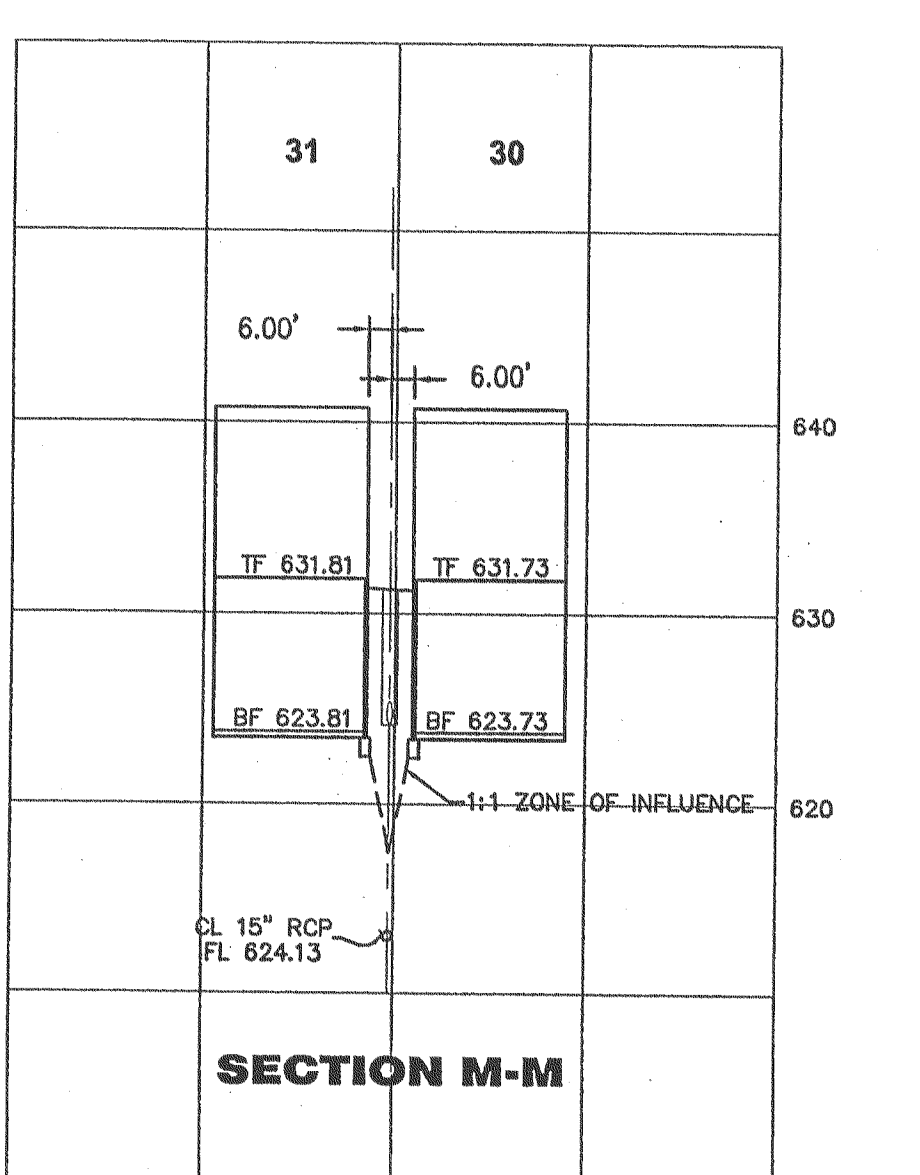 31
30
6.00'
6.00'
640
TF 631.81
TF 631.73
630
BF 623.81
BF 623.73
1:1 ZONE OF INFLUENCE
620
CL 15" RCP
FL 624.13
SECTION M-M